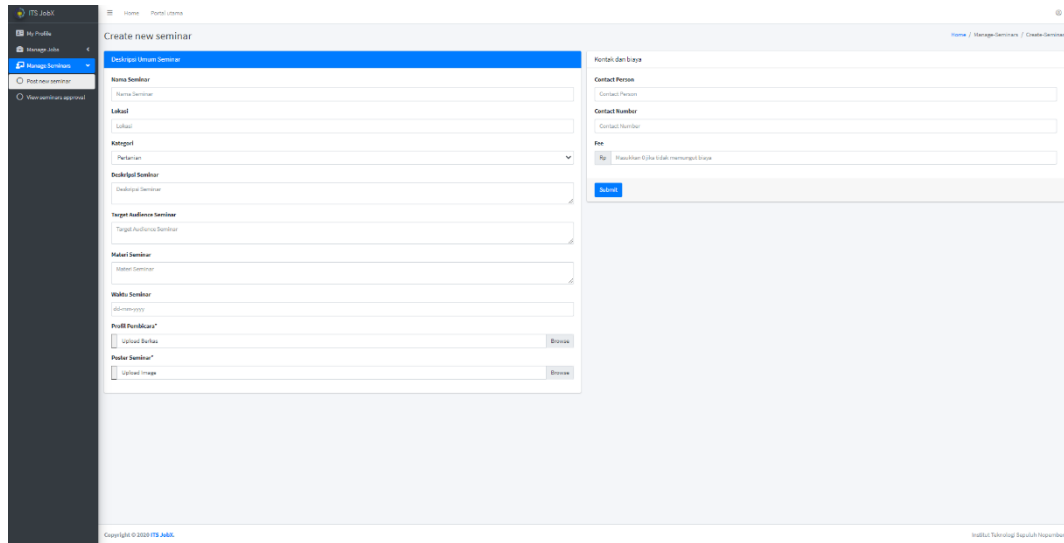 ITS JobX
Home Portal Utama
My Profile
Manage Jobs
Manage Seminars
Post new seminar
View seminars approval
Create new seminar
Home / Manage-Seminars / Create-Seminar
Deskripsi Umum Seminar
Nama Seminar
Nama Seminar
Lokasi
Lokasi
Kategori
Pertanian
Deskripsi Seminar
Deskripsi Seminar
Target Audience Seminar
Target Audience Seminar
Materi Seminar
Materi Seminar
Waktu Seminar
dd-mm-yyyy
Profil Pembicara*
Upload Berkas Browse
Poster Seminar*
Upload Image Browse
Kontak dan biaya
Contact Person
Contact Person
Contact Number
Contact Number
Fee
Rp Masukkan 0 jika tidak memungut biaya
Submit
Copyright © 2020 ITS JobX.
Institut Teknologi Sepuluh Nopember